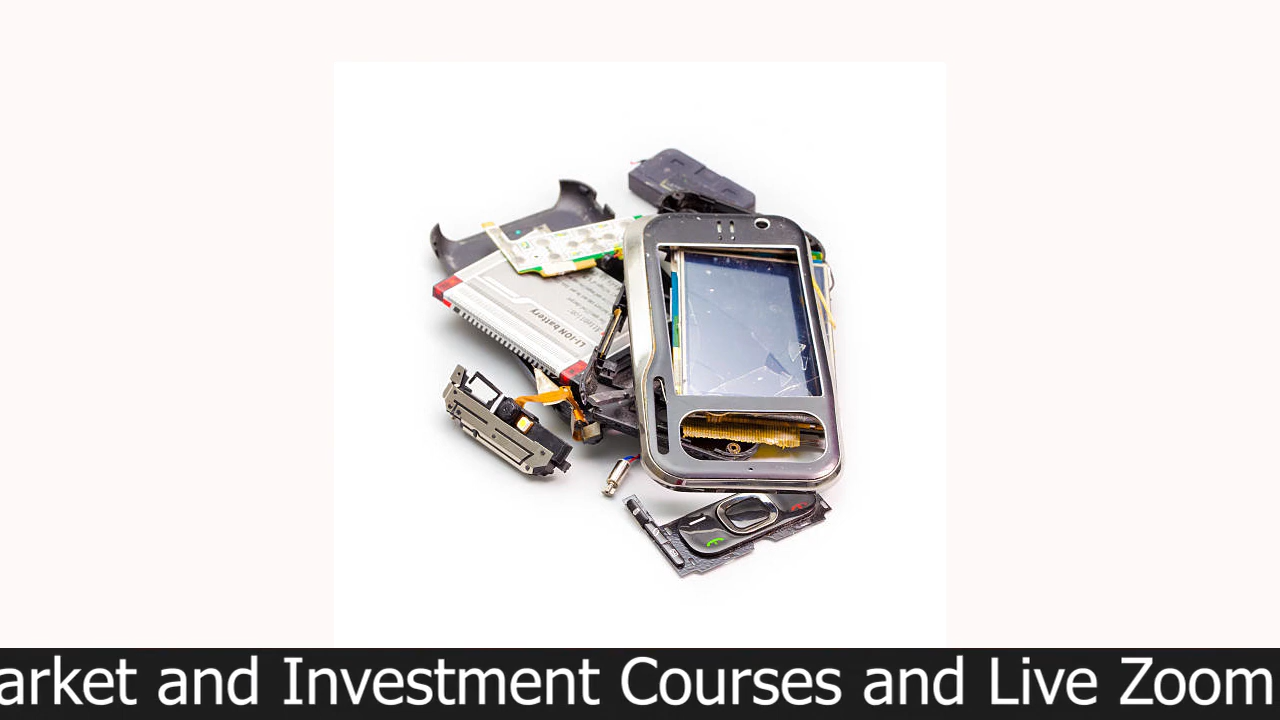 Li-ION battery
arket and Investment Courses and Live Zoom